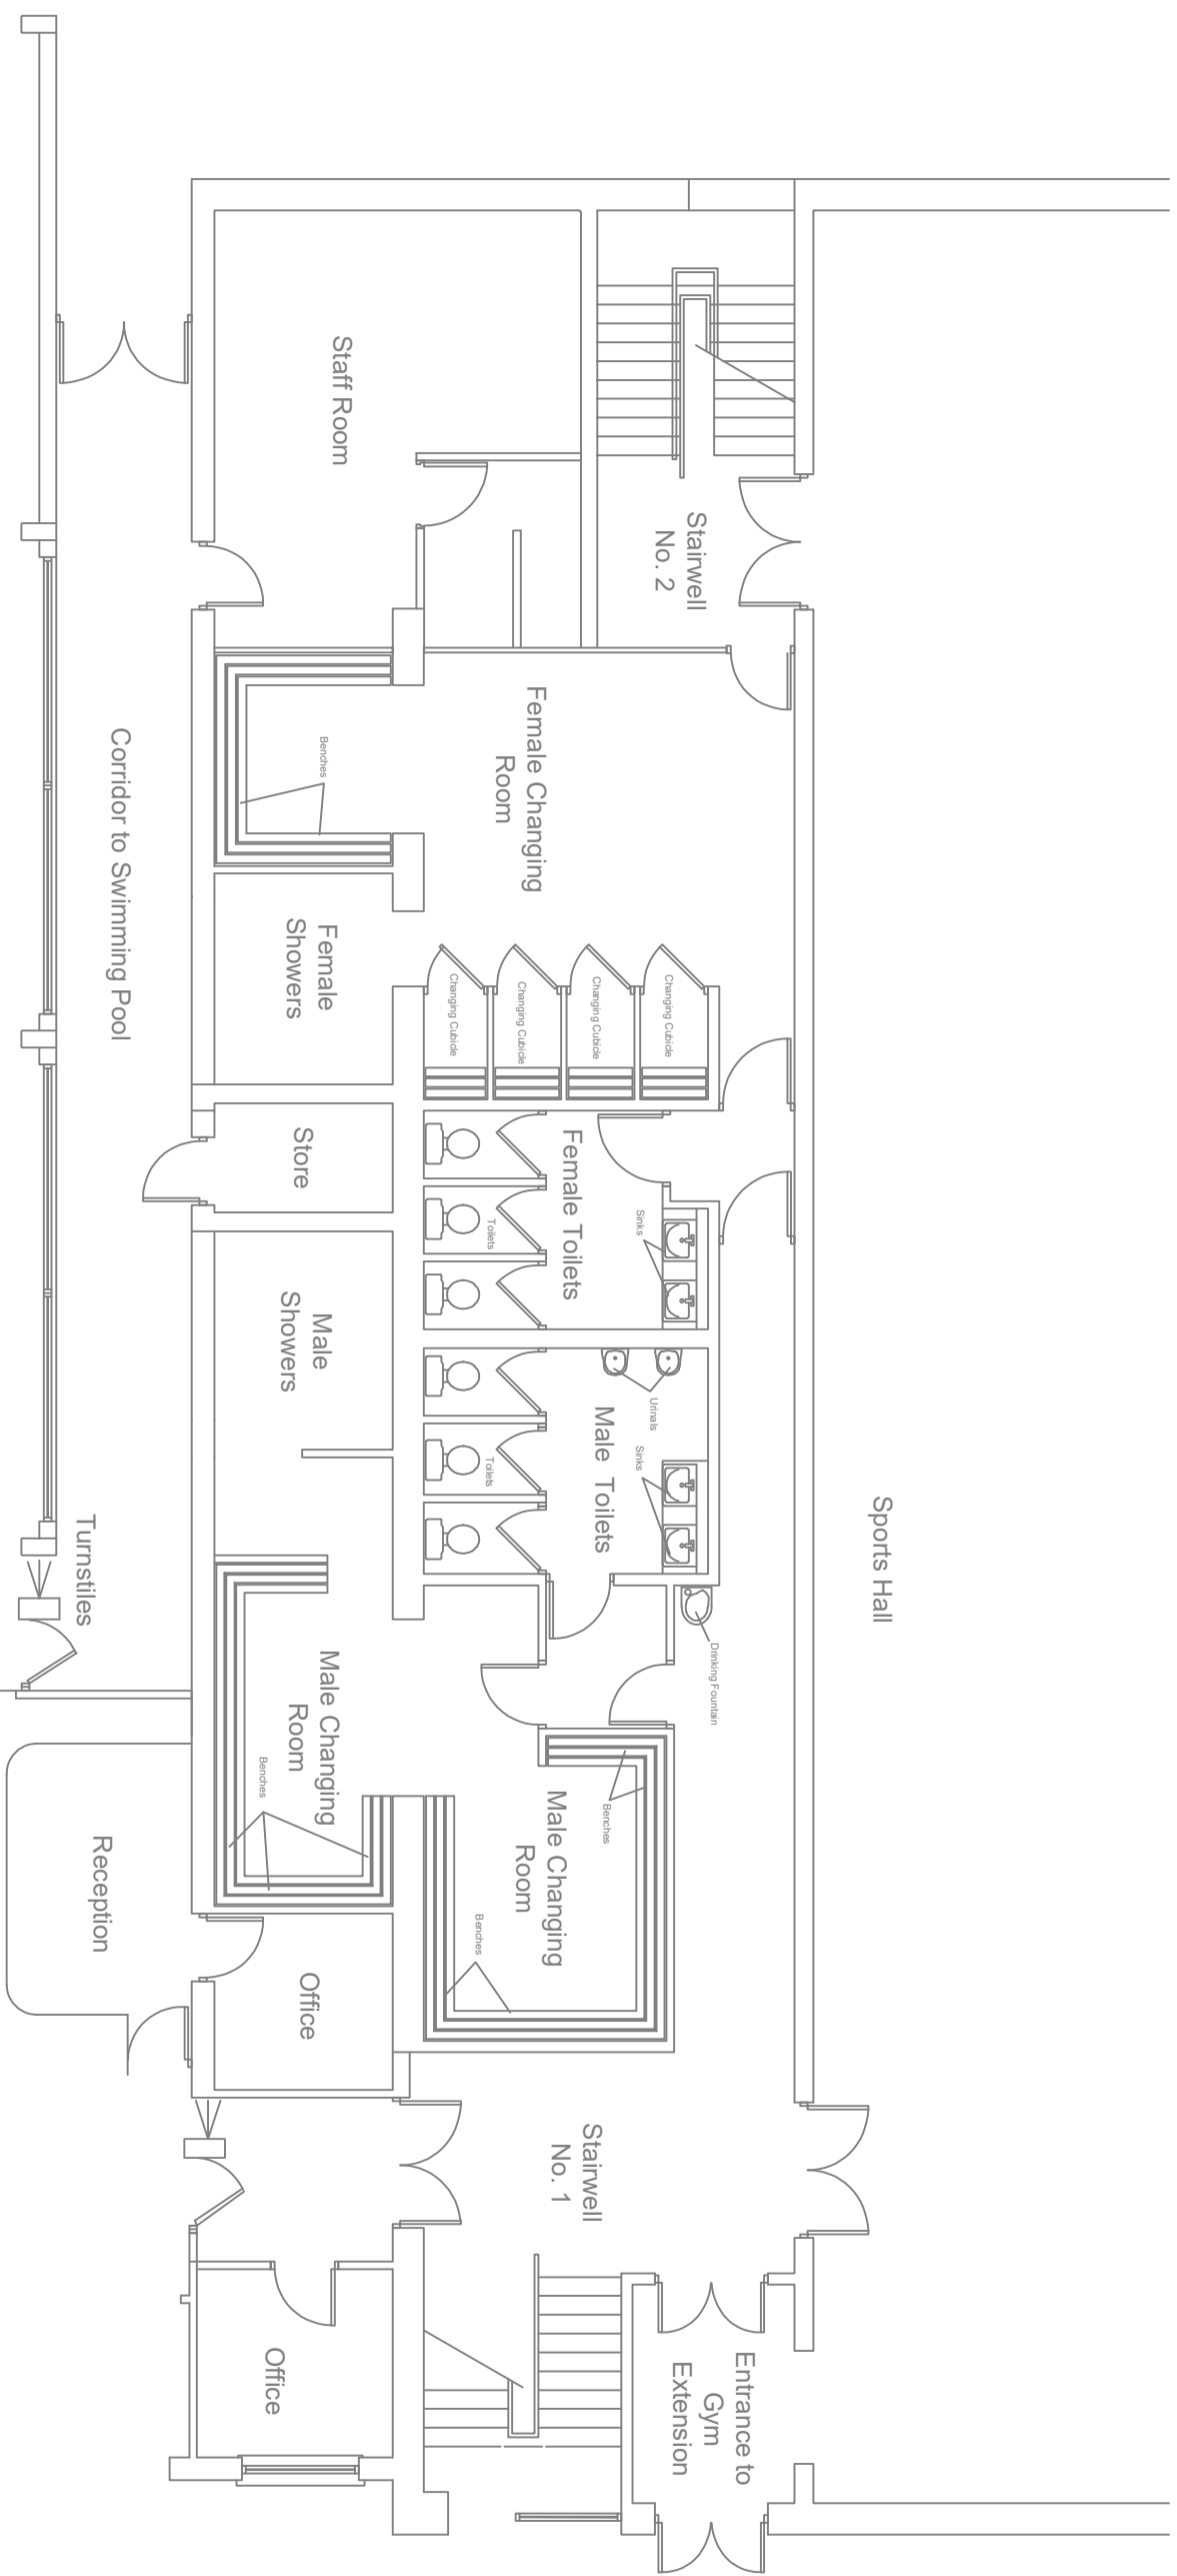 Sports Hall
Stairwell
No. 2
Stairwell
No. 1
Entrance to
Gym
Extension
Drinking Fountain
Changing Cubicle
Changing Cubicle
Changing Cubicle
Changing Cubicle
Sinks
Urinals
Sinks
Female Toilets
Male Toilets
Toilets
Toilets
Female Changing
Room
Male Changing
Room
Benches
Benches
Staff Room
Benches
Female
Showers
Store
Male
Showers
Male Changing
Room
Benches
Office
Office
Corridor to Swimming Pool
Turnstiles
Reception